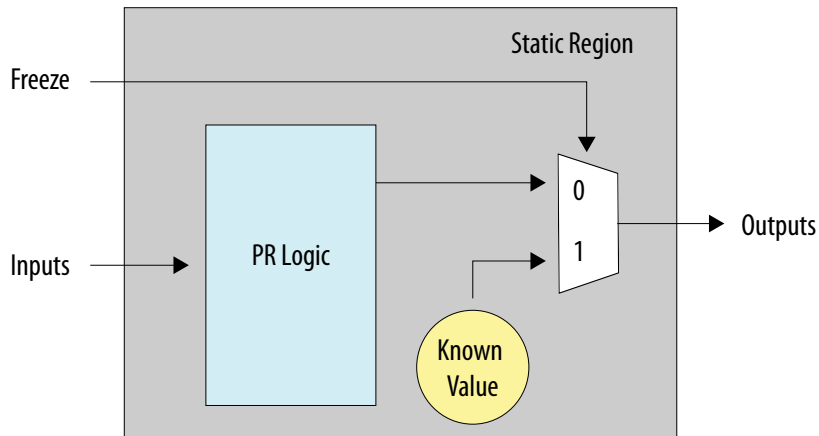 Static Region
Freeze
0
PR Logic
1
Outputs
Inputs
Known
Value